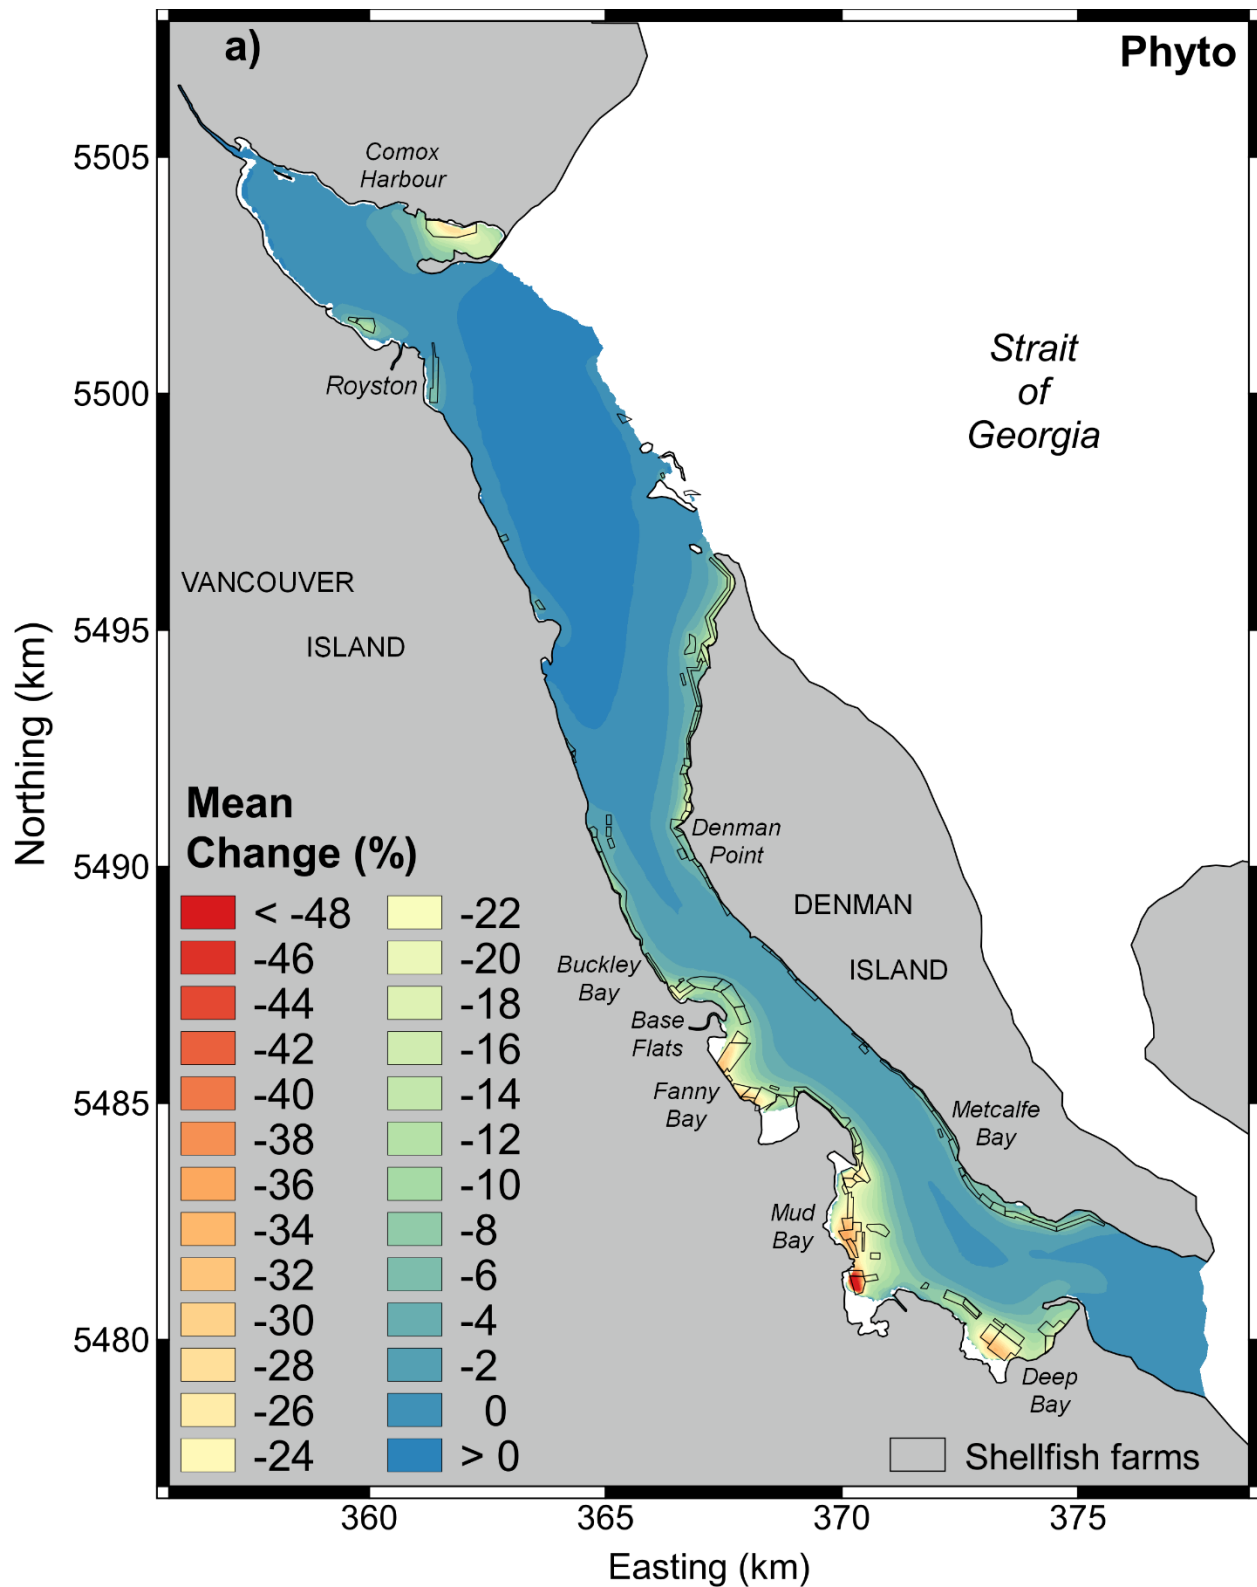 a)
Phyto
Comox
Harbour
5505
Strait
of
Georgia
Royston
5500
VANCOUVER
ISLAND
5495
Northing (km)
Mean
Change (%)
Denman
Point
5490
DENMAN
ISLAND
< -48
-46
-44
-42
-40
-38
-36
-34
-32
-30
-28
-26
-24
-22
-20
-18
-16
-14
-12
-10
-8
-6
-4
-2
0
> 0
Buckley
Bay
Base
Flats
Fanny
Bay
5485
Metcalfe
Bay
Mud
Bay
5480
Deep
Bay
Shellfish farms
360
365
370
375
Easting (km)